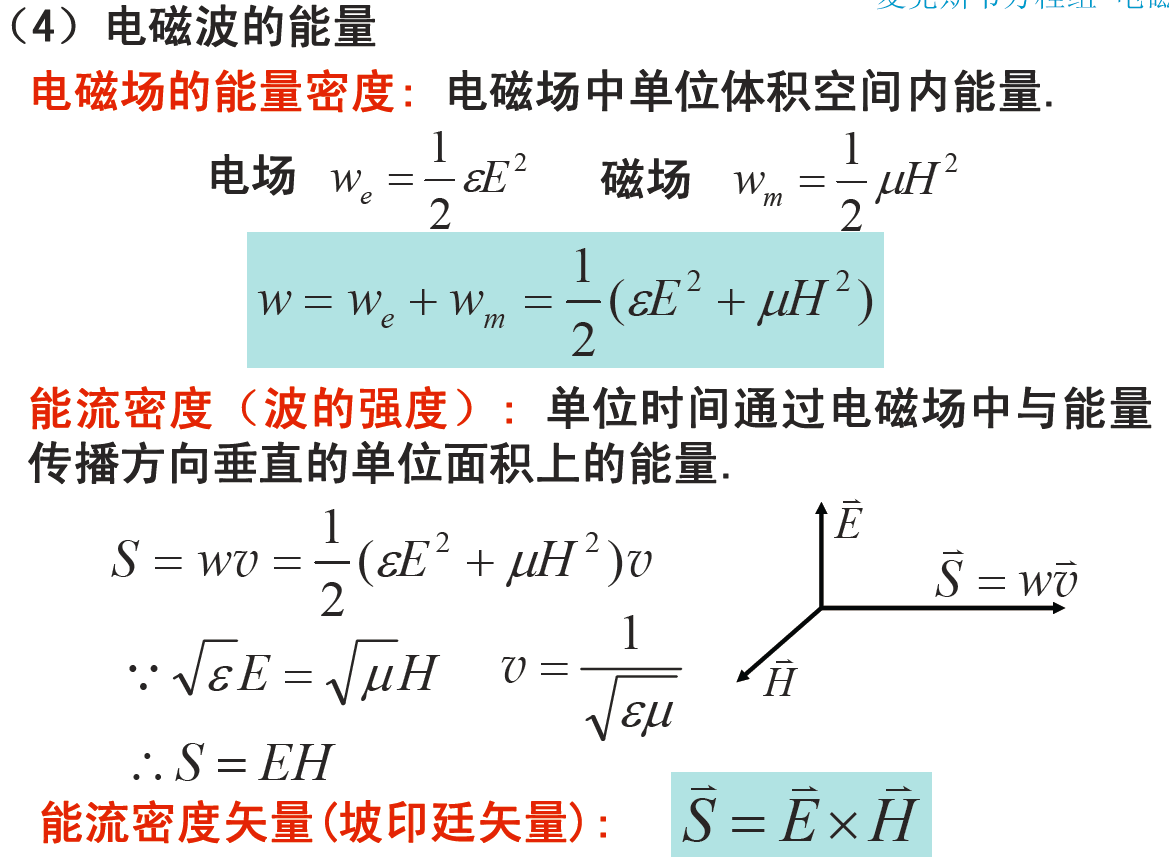 （4）电磁波的能量
电磁场的能量密度: 电磁场中单位体积空间内能量.
电场 w_e = 1/2 εE² 磁场 w_m = 1/2 μH²
w = w_e + w_m = 1/2 (εE² + μH²)
能流密度（波的强度）: 单位时间通过电磁场中与能量
传播方向垂直的单位面积上的能量.
S = wv = 1/2 (εE² + μH²)v
E⃗
S⃗ = wv⃗
H⃗
∵ √ε E = √μ H v = 1/√(εμ)
∴ S = EH
能流密度矢量(坡印廷矢量): S⃗ = E⃗ × H⃗